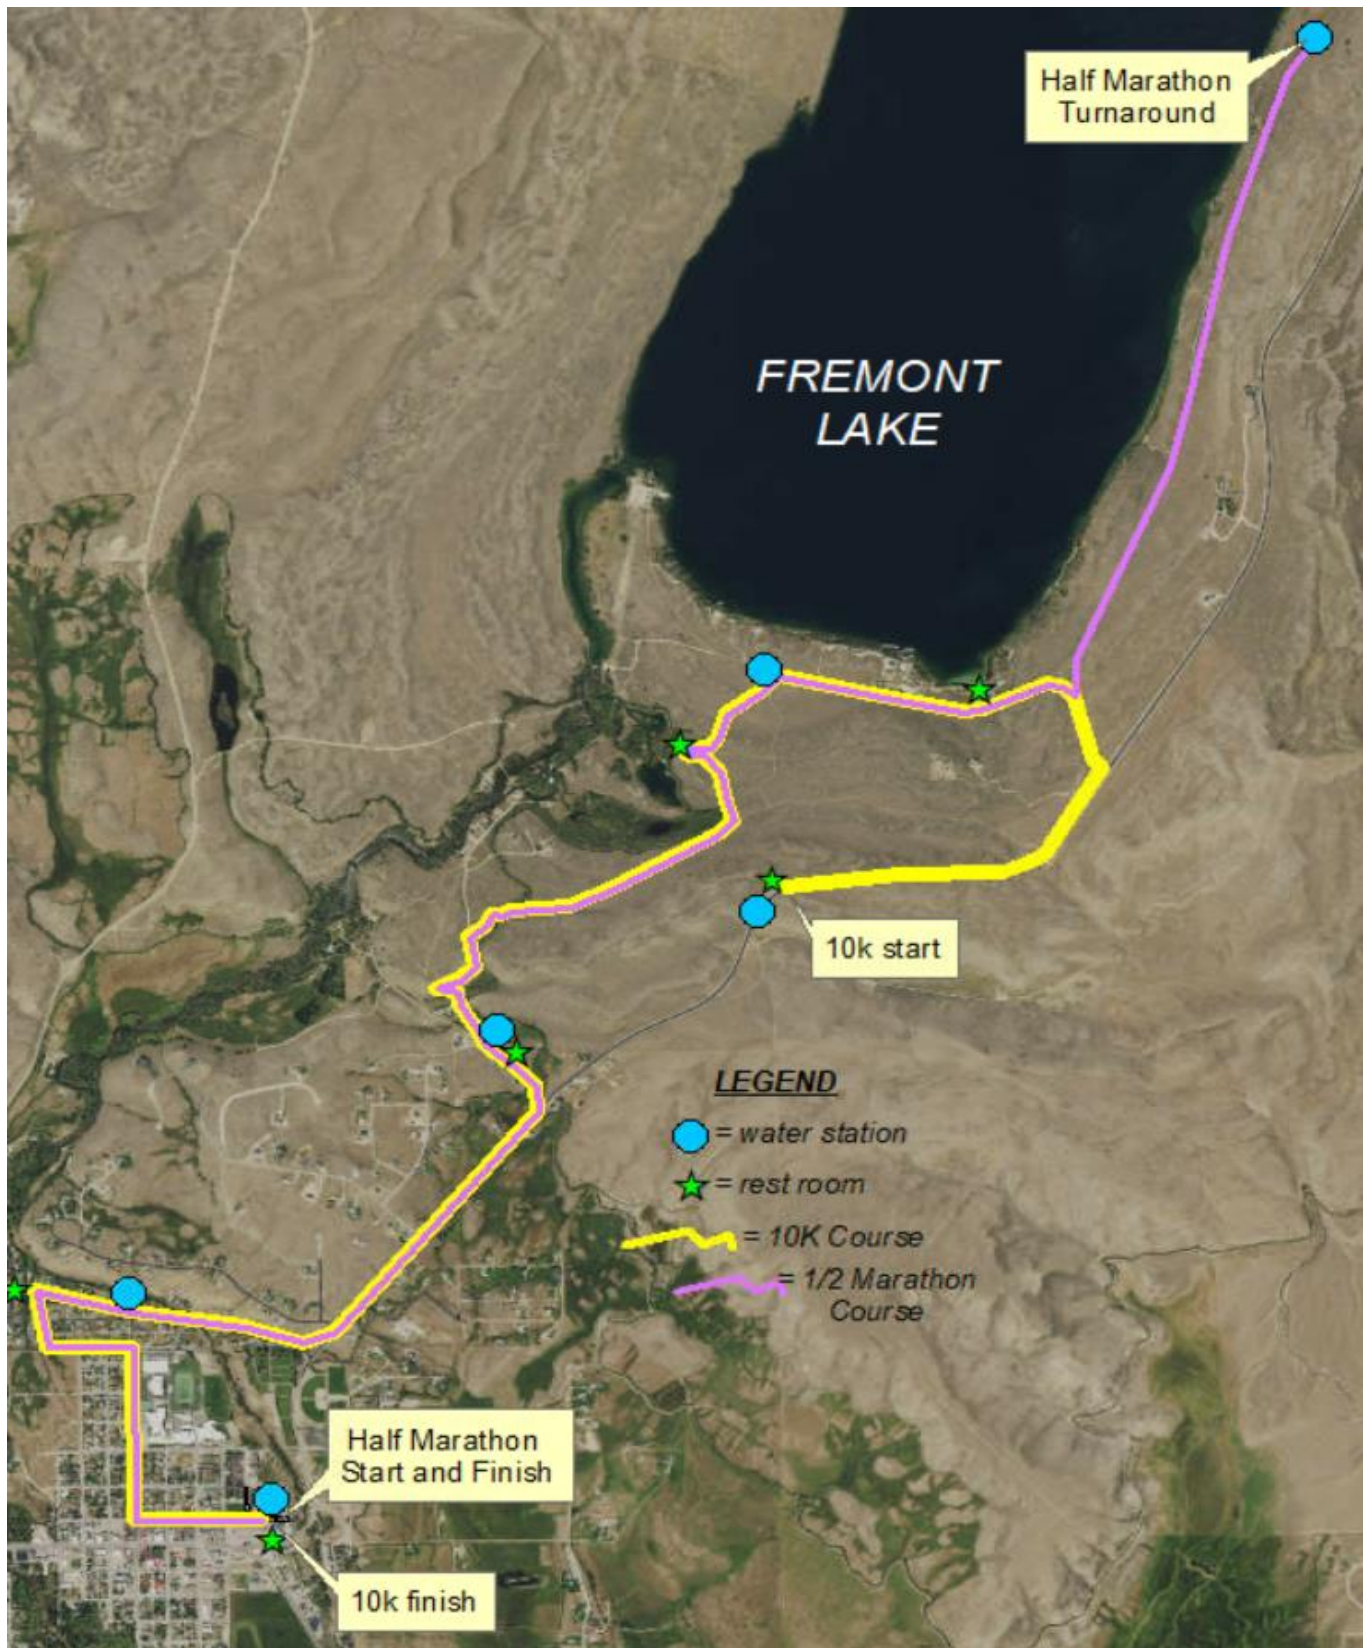 Half Marathon
Turnaround
FREMONT
LAKE
10k start
LEGEND
= water station
= rest room
= 10K Course
= 1/2 Marathon
Course
Half Marathon
Start and Finish
10k finish